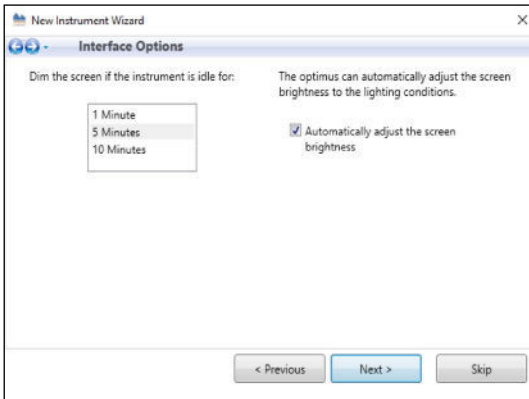 New Instrument Wizard
Interface Options
Dim the screen if the instrument is idle for:
1 Minute
5 Minutes
10 Minutes
The optimus can automatically adjust the screen
brightness to the lighting conditions.
Automatically adjust the screen
brightness
< Previous
Next >
Skip